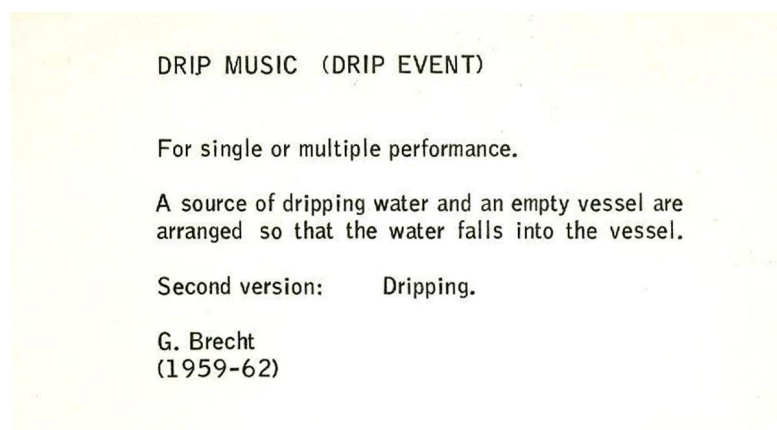 DRIP MUSIC (DRIP EVENT)
For single or multiple performance.
A source of dripping water and an empty vessel are
arranged so that the water falls into the vessel.
Second version: Dripping.
G. Brecht
(1959-62)